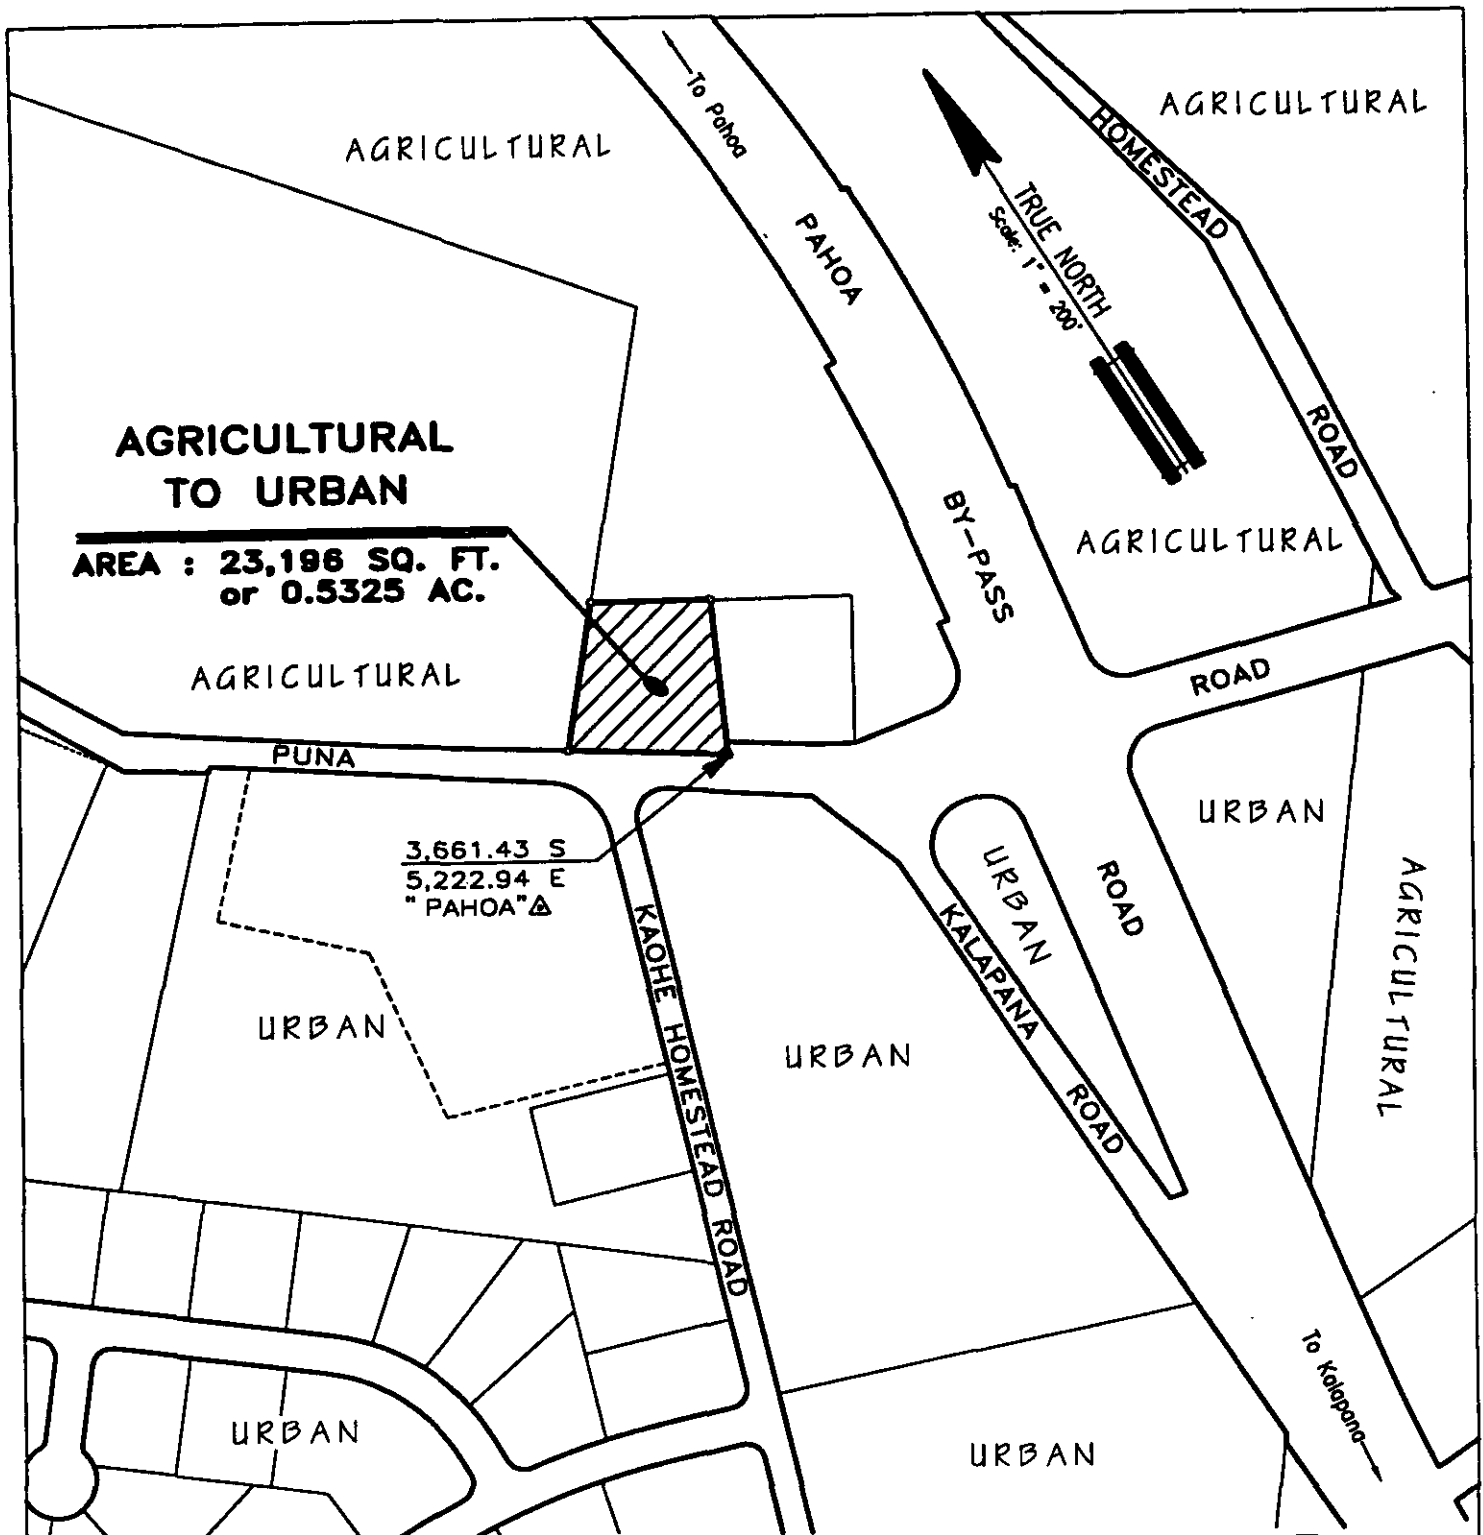 AGRICULTURAL
AGRICULTURAL
To Pahoa
HOMESTEAD
PAHOA
TRUE NORTH
Scale: 1" = 200'
AGRICULTURAL
TO URBAN
AREA : 23,196 SQ. FT.
or 0.5325 AC.
ROAD
BY-PASS
AGRICULTURAL
AGRICULTURAL
ROAD
PUNA
URBAN
3,661.43 S
5,222.94 E
"PAHOA"
URBAN
ROAD
AGRICULTURAL
KAOHE HOMESTEAD ROAD
KALAPANA
ROAD
URBAN
URBAN
To Kalapana
URBAN
URBAN